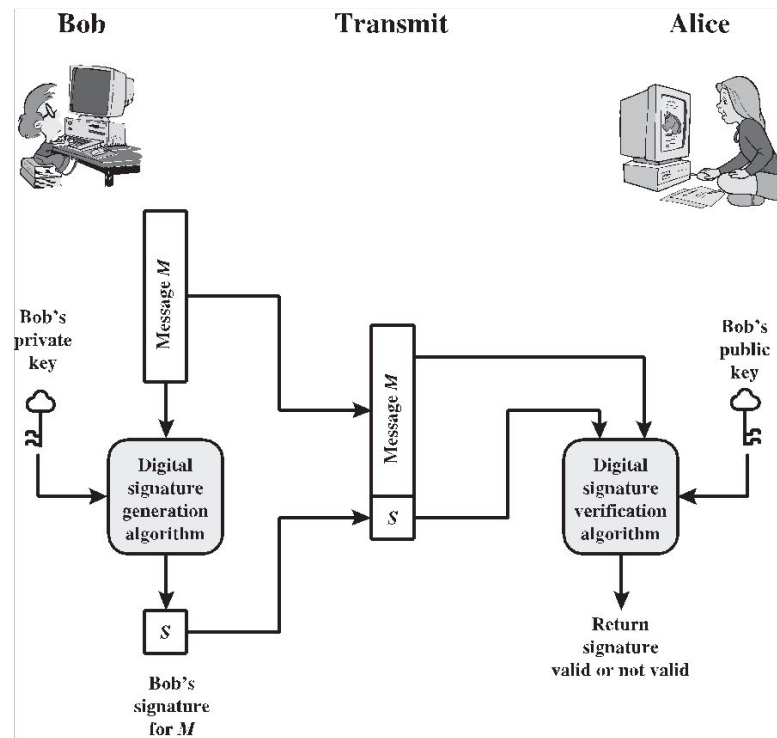 Bob
Transmit
Alice
Message M
Bob's
private
key
Message M
Bob's
public
key
Digital
signature
generation
algorithm
S
Digital
signature
verification
algorithm
S
Bob's
signature
for M
Return
signature
valid or not valid